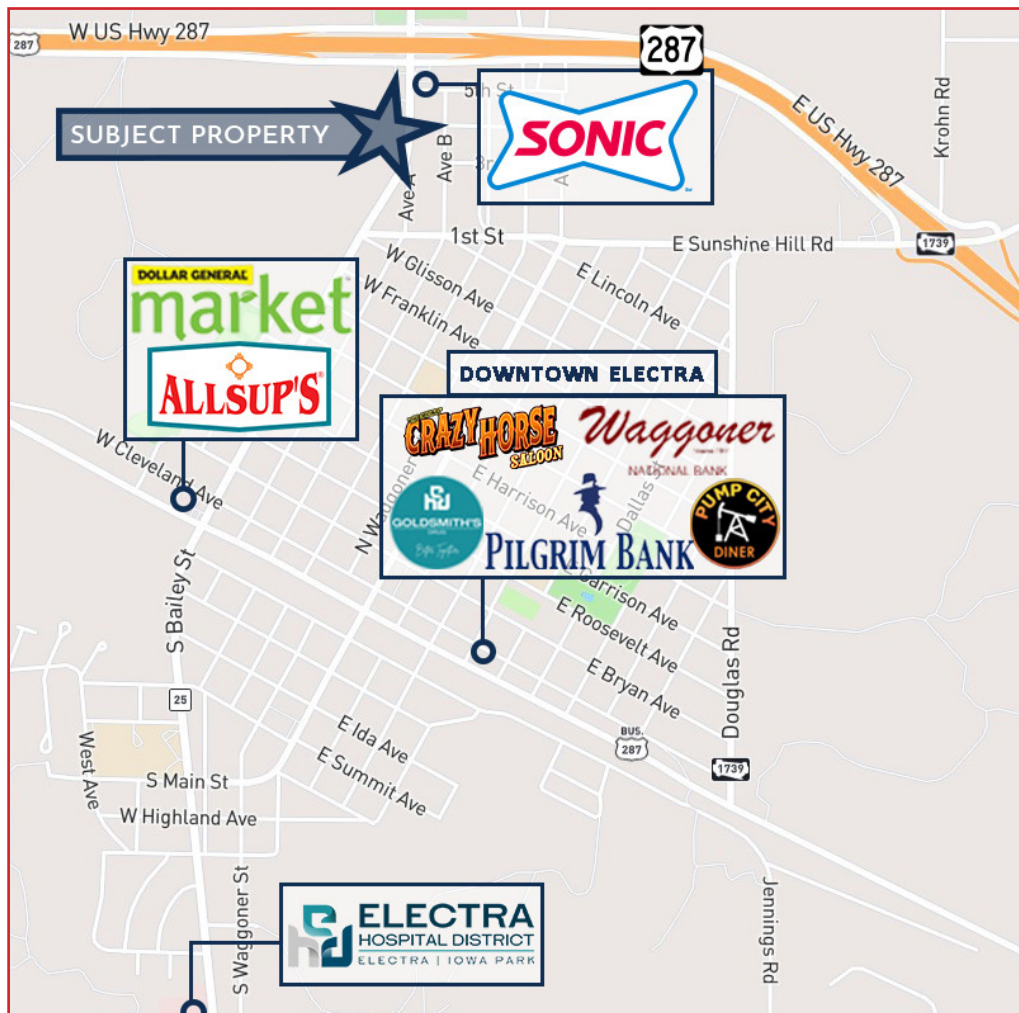 W US Hwy 287
287
287
5th St
SUBJECT PROPERTY
SONIC
E US Hwy 287
Krohn Rd
Ave B
Ave A
1st St
E Sunshine Hill Rd
1739
W Glisson Ave
E Lincoln Ave
W Franklin Ave
DOLLAR GENERAL
market
ALLSUP'S
DOWNTOWN ELECTRA
CRAZY HORSE
SALOON
Waggoner
NATIONAL BANK
W Cleveland Ave
N Waggoner
E Harrison Ave
Dallas
GOLDSMITH'S
DRUG
Better Together
PILGRIM BANK
PUMP CITY
DINER
E Garrison Ave
E Roosevelt Ave
S Bailey St
E Bryan Ave
Douglas Rd
25
BUS.
287
1739
E Ida Ave
E Summit Ave
West Ave
S Main St
W Highland Ave
S Waggoner St
Jennings Rd
ELECTRA
HOSPITAL DISTRICT
ELECTRA | IOWA PARK